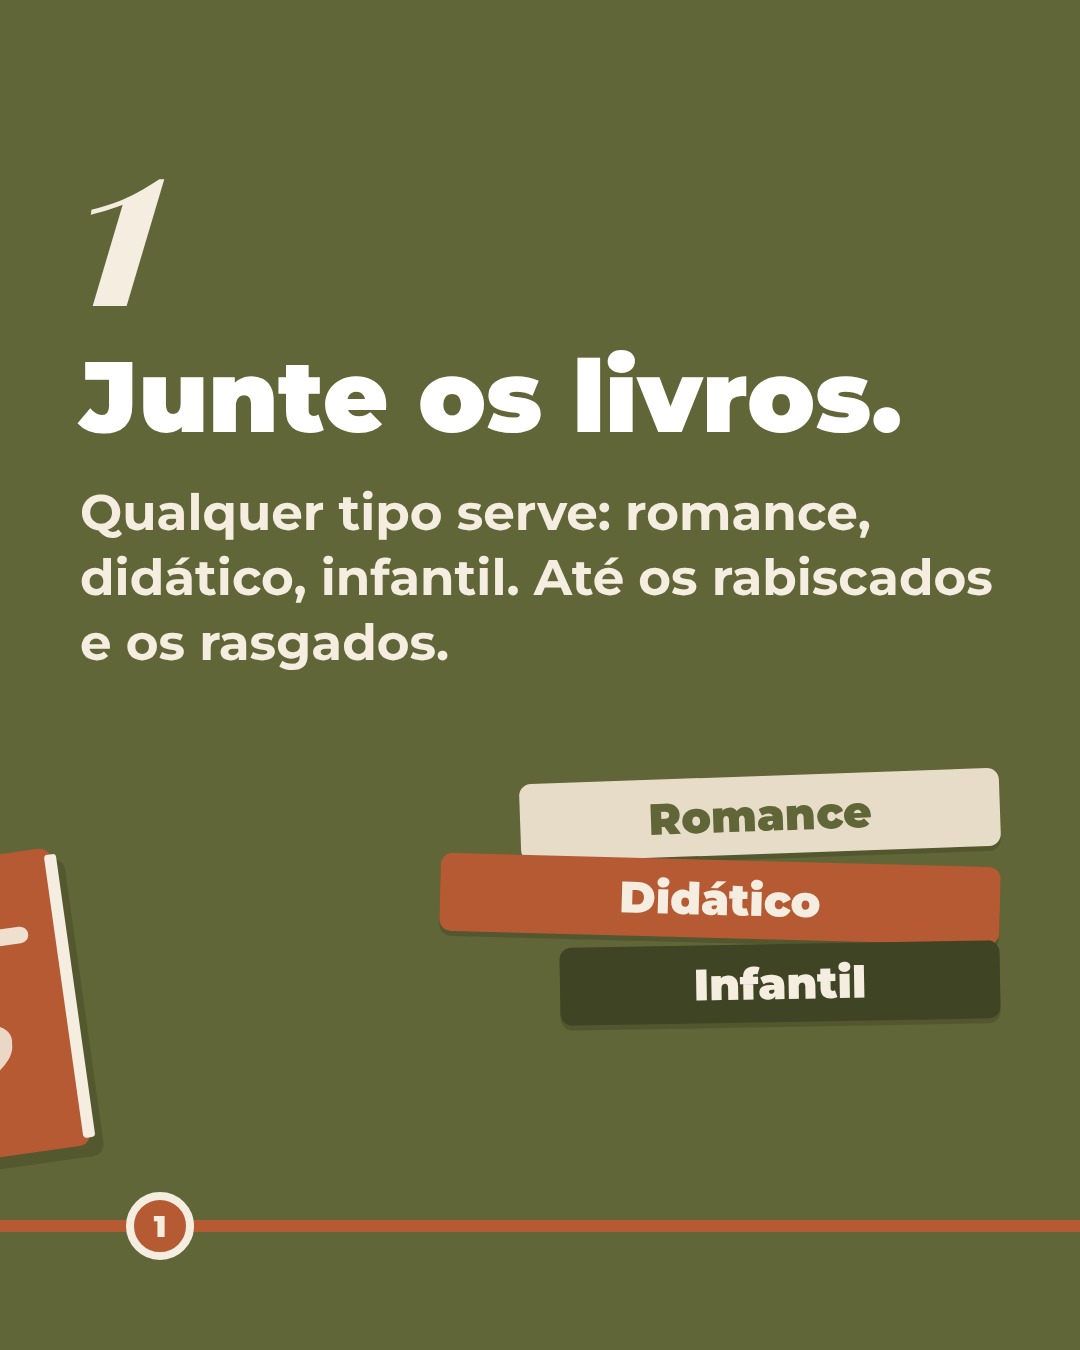 1
Junte os livros.
Qualquer tipo serve: romance,
didático, infantil. Até os rabiscados
e os rasgados.
Romance
Didático
Infantil
1